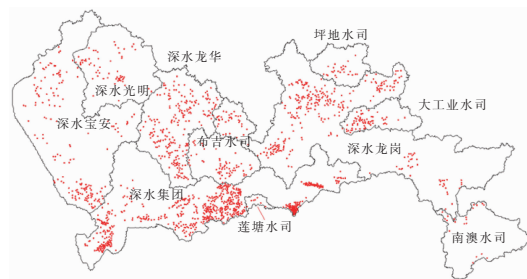 坪地水司
深水龙华
深水光明
大工业水司
深水宝安
布吉水司
深水龙岗
深水集团
莲塘水司
南澳水司